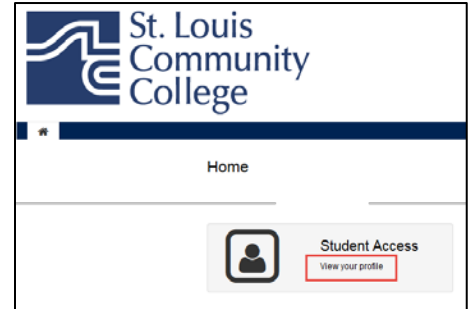 St. Louis
Community
College
Home
Student Access
View your profile